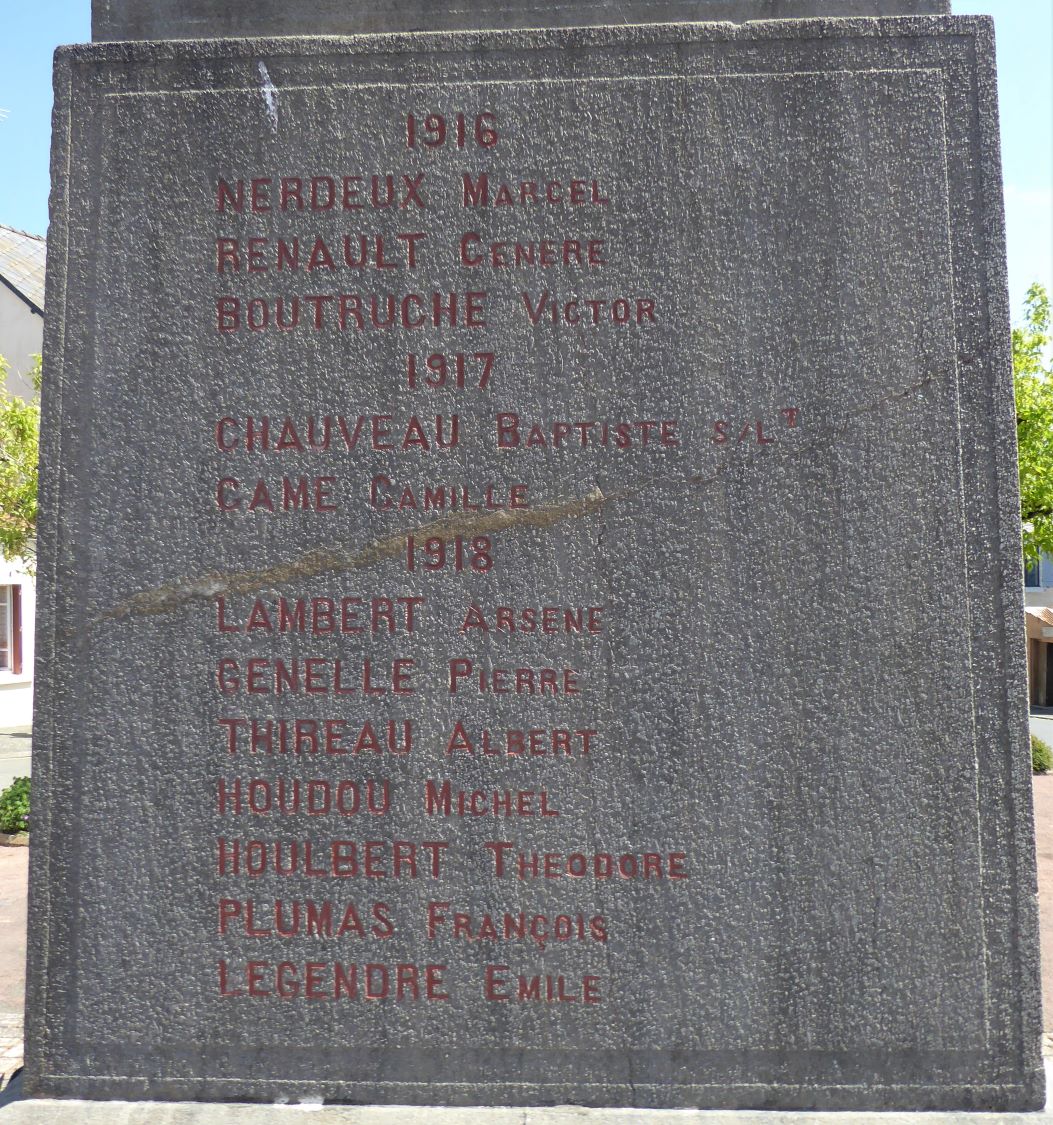 1916
NERDEUX MARCEL
RENAULT CENERE
BOUTRUCHE VICTOR
1917
CHAUVEAU BAPTISTE S/LT
CAME CAMILLE
1918
LAMBERT ARSENE
GENELLE PIERRE
THIREAU ALBERT
HOUDOU MICHEL
HOULBERT THEODORE
PLUMAS FRANÇOIS
LEGENDRE EMILE